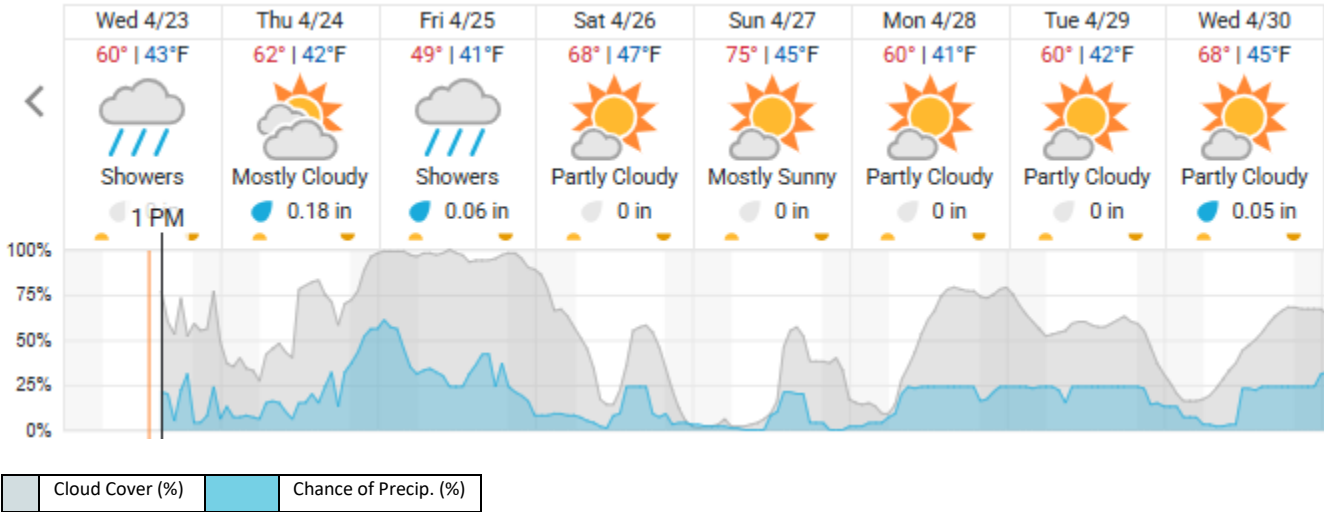 Wed 4/23 Thu 4/24 Fri 4/25 Sat 4/26 Sun 4/27 Mon 4/28 Tue 4/29 Wed 4/30
60° | 43°F 62° | 42°F 49° | 41°F 68° | 47°F 75° | 45°F 60° | 41°F 60° | 42°F 68° | 45°F
Showers Mostly Cloudy Showers Partly Cloudy Mostly Sunny Partly Cloudy Partly Cloudy Partly Cloudy
1 PM 0.18 in 0.06 in 0 in 0 in 0 in 0 in 0.05 in
100%
75%
50%
25%
0%
Cloud Cover (%) Chance of Precip. (%)